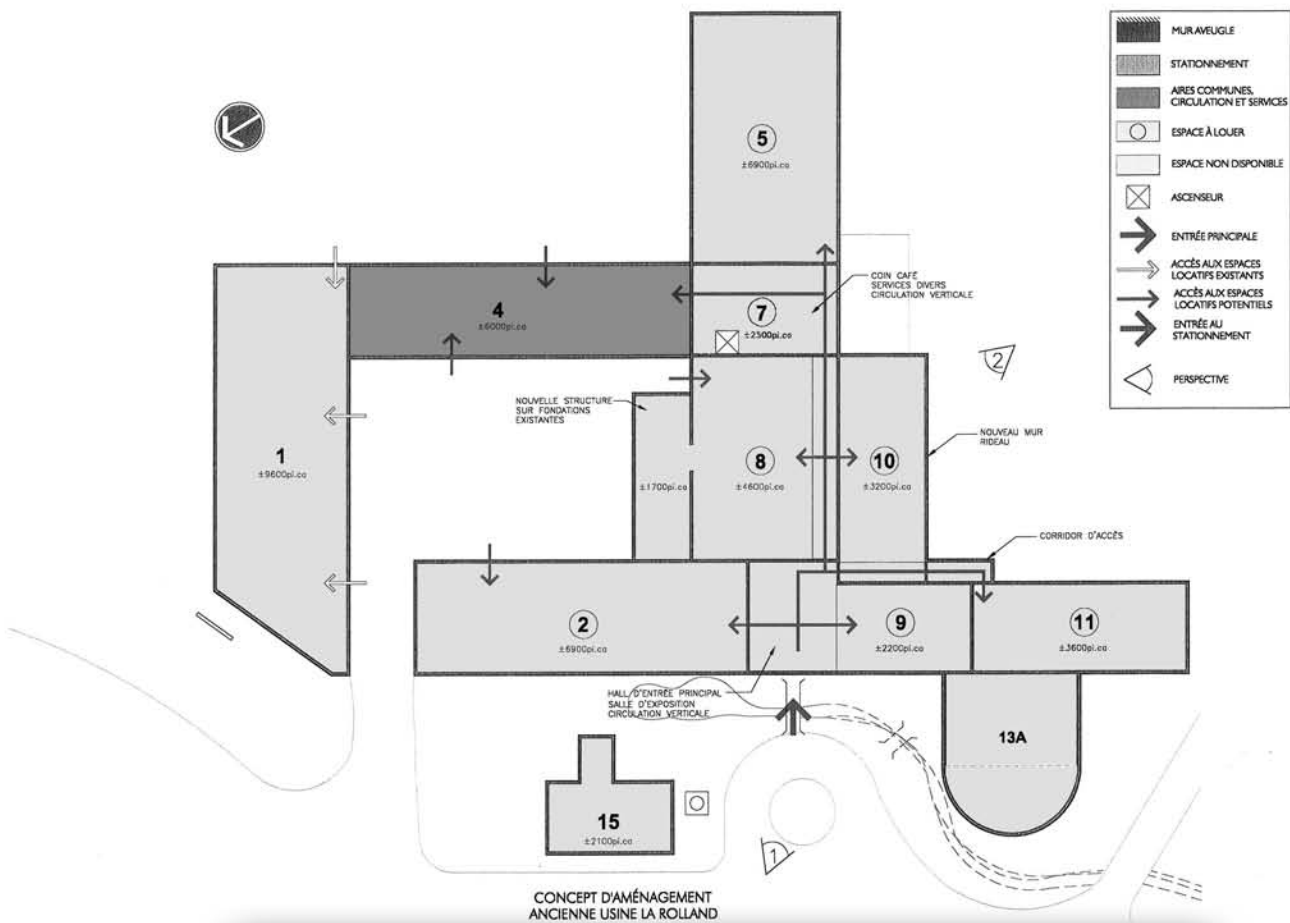 MUR AVEUGLE
STATIONNEMENT
AIRES COMMUNES,
CIRCULATION ET SERVICES
ESPACE À LOUER
ESPACE NON DISPONIBLE
ASCENSEUR
ENTRÉE PRINCIPALE
ACCÈS AUX ESPACES
LOCATIFS EXISTANTS
ACCÈS AUX ESPACES
LOCATIFS POTENTIELS
ENTRÉE AU
STATIONNEMENT
PERSPECTIVE
5
±6900pi.ca
COIN CAFÉ
SERVICES DIVERS
CIRCULATION VERTICALE
4
±6000pi.ca
7
±2500pi.ca
2
NOUVELLE STRUCTURE
SUR FONDATIONS
EXISTANTES
NOUVEAU MUR
RIDEAU
1
±9600pi.ca
±1700pi.ca
8
±4600pi.ca
10
±3200pi.ca
CORRIDOR D'ACCÈS
2
±6900pi.ca
9
±2200pi.ca
11
±3600pi.ca
HALL D'ENTRÉE PRINCIPAL
SALLE D'EXPOSITION
CIRCULATION VERTICALE
13A
15
±2100pi.ca
1
CONCEPT D'AMÉNAGEMENT
ANCIENNE USINE LA ROLLAND